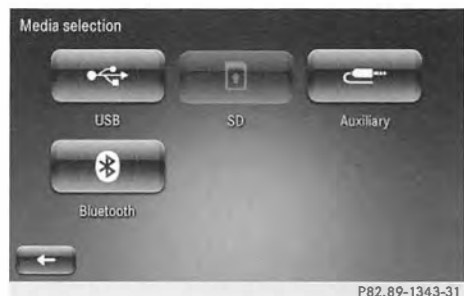 Media selection
USB
SD
Auxiliary
Bluetooth
P82.89-1343-31